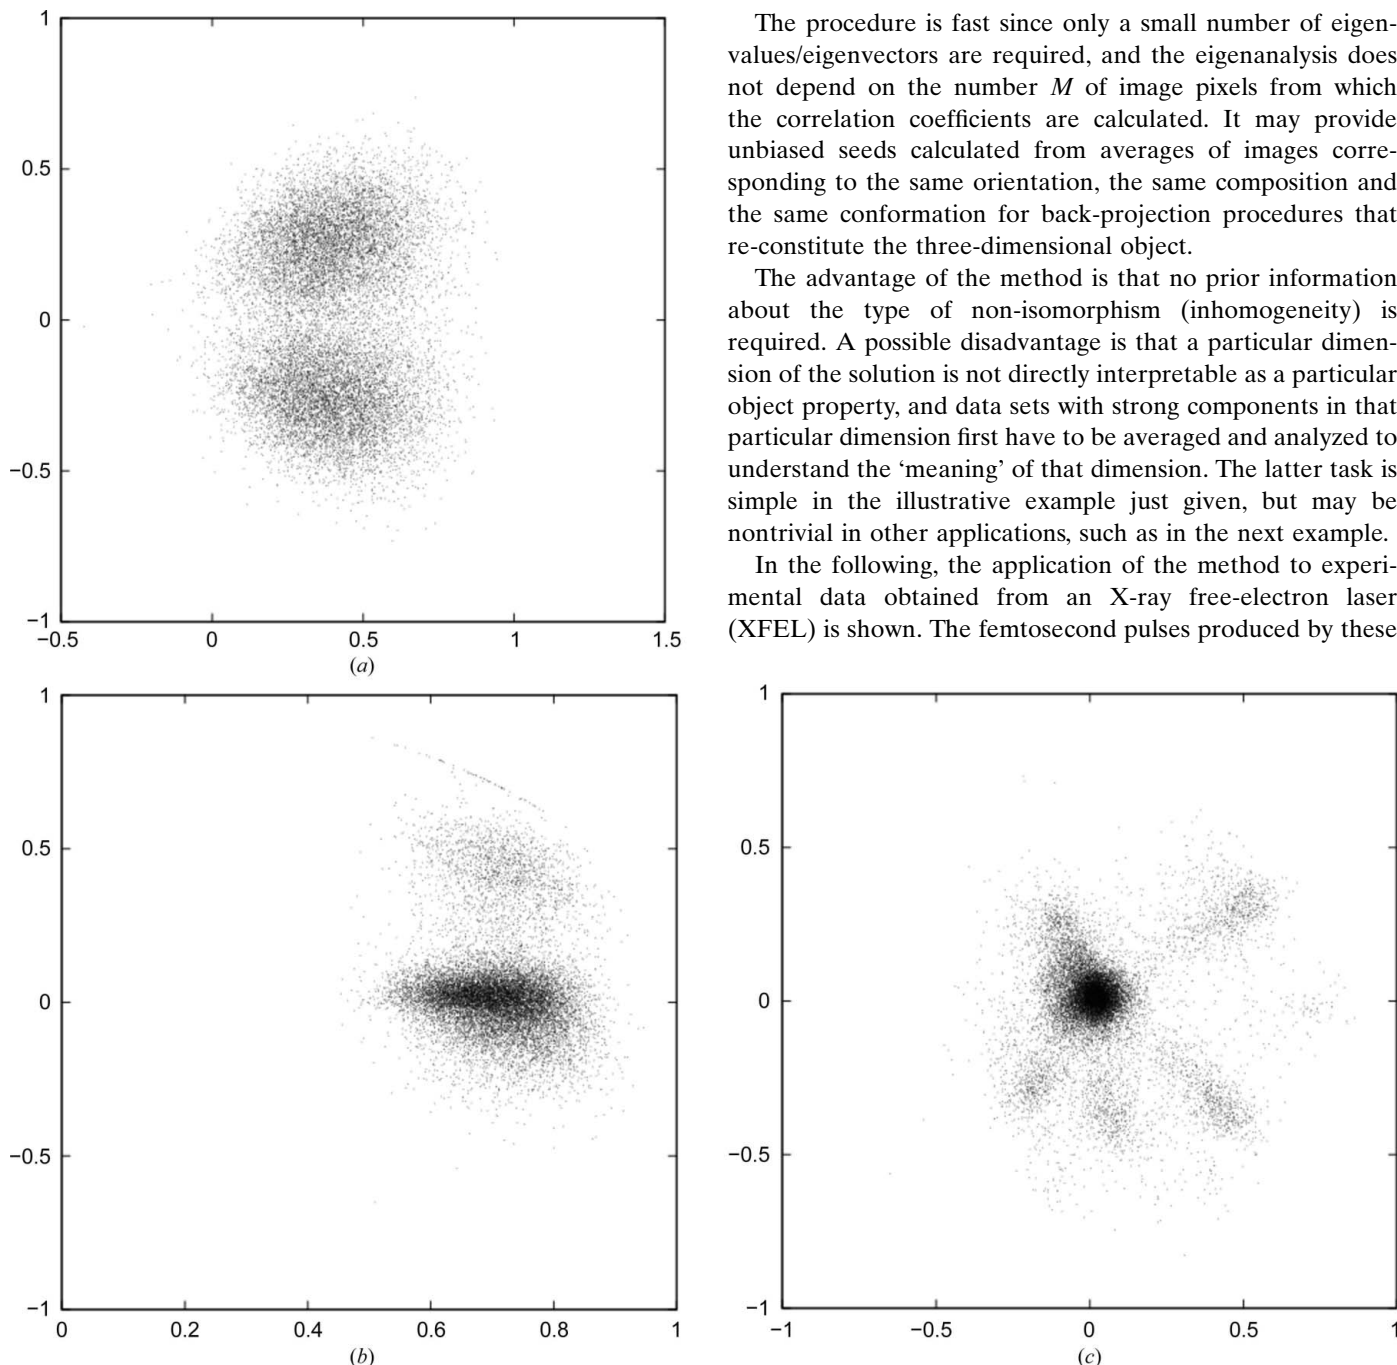 1
0.5
0
−0.5
−1
−0.5 0 0.5 1 1.5
(a)
The procedure is fast since only a small number of eigen-
values/eigenvectors are required, and the eigenanalysis does
not depend on the number M of image pixels from which
the correlation coefficients are calculated. It may provide
unbiased seeds calculated from averages of images corre-
sponding to the same orientation, the same composition and
the same conformation for back-projection procedures that
re-constitute the three-dimensional object.
The advantage of the method is that no prior information
about the type of non-isomorphism (inhomogeneity) is
required. A possible disadvantage is that a particular dimen-
sion of the solution is not directly interpretable as a particular
object property, and data sets with strong components in that
particular dimension first have to be averaged and analyzed to
understand the ‘meaning’ of that dimension. The latter task is
simple in the illustrative example just given, but may be
nontrivial in other applications, such as in the next example.
In the following, the application of the method to experi-
mental data obtained from an X-ray free-electron laser
(XFEL) is shown. The femtosecond pulses produced by these
1
0.5
0
−0.5
−1
0 0.2 0.4 0.6 0.8 1
(b)
1
0.5
0
−0.5
−1
−1 −0.5 0 0.5 1
(c)